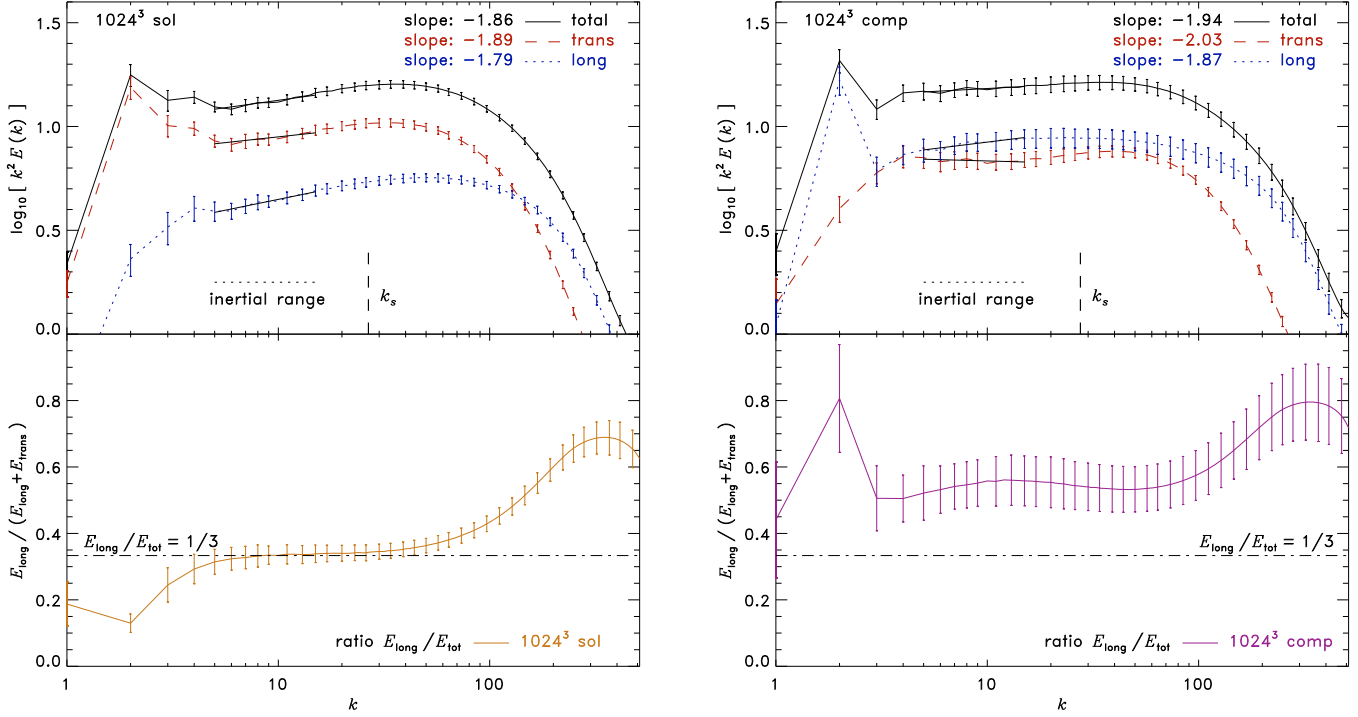 1024³ sol
slope: −1.86 total
slope: −1.89 trans
slope: −1.79 long
1.5
1.0
0.5
0.0
log₁₀ [ k² E (k) ]
inertial range
kₛ
0.8
0.6
0.4
0.2
0.0
E_long / (E_long+E_trans)
E_long /E_tot = 1/3
ratio E_long /E_tot 1024³ sol
1 10 100
k
1024³ comp
slope: −1.94 total
slope: −2.03 trans
slope: −1.87 long
1.5
1.0
0.5
0.0
log₁₀ [ k² E (k) ]
inertial range
kₛ
0.8
0.6
0.4
0.2
0.0
E_long / (E_long+E_trans)
E_long /E_tot = 1/3
ratio E_long /E_tot 1024³ comp
1 10 100
k